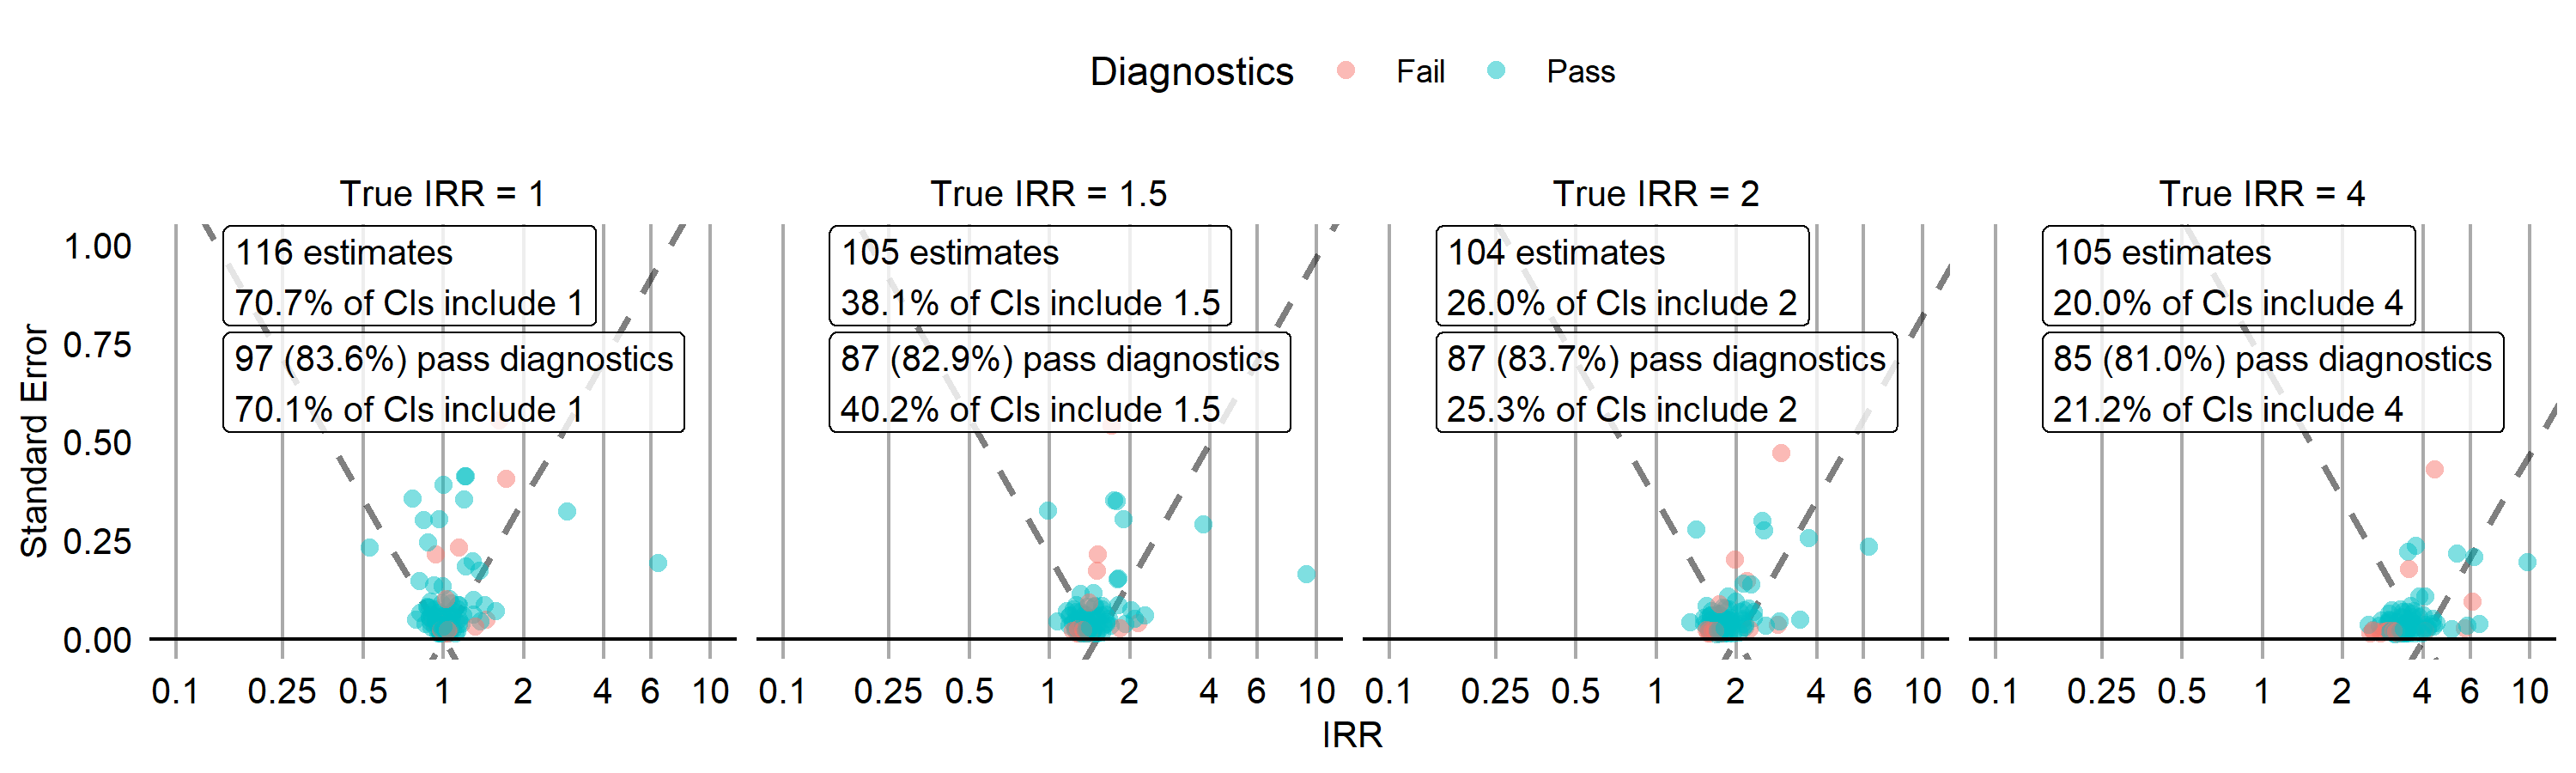 Diagnostics Fail Pass
True IRR = 1
True IRR = 1.5
True IRR = 2
True IRR = 4
116 estimates
70.7% of CIs include 1
97 (83.6%) pass diagnostics
70.1% of CIs include 1
105 estimates
38.1% of CIs include 1.5
87 (82.9%) pass diagnostics
40.2% of CIs include 1.5
104 estimates
26.0% of CIs include 2
87 (83.7%) pass diagnostics
25.3% of CIs include 2
105 estimates
20.0% of CIs include 4
85 (81.0%) pass diagnostics
21.2% of CIs include 4
Standard Error
1.00
0.75
0.50
0.25
0.00
0.1 0.25 0.5 1 2 4 6 10
0.1 0.25 0.5 1 2 4 6 10
0.1 0.25 0.5 1 2 4 6 10
0.1 0.25 0.5 1 2 4 6 10
IRR